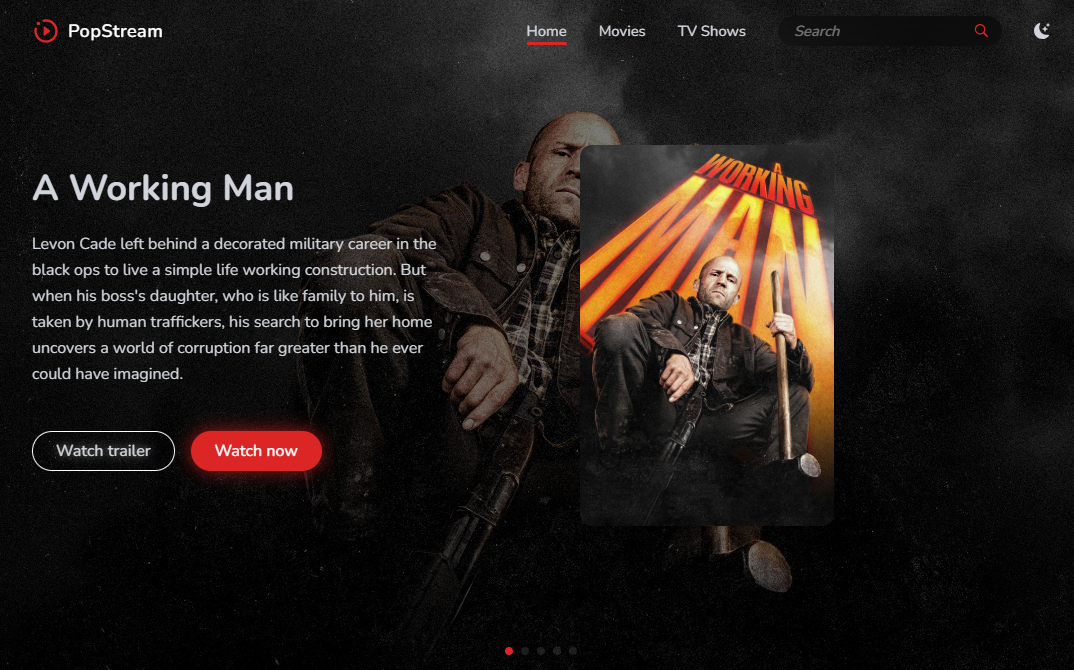 PopStream
Home
Movies
TV Shows
Search
A Working Man
Levon Cade left behind a decorated military career in the
black ops to live a simple life working construction. But
when his boss's daughter, who is like family to him, is
taken by human traffickers, his search to bring her home
uncovers a world of corruption far greater than he ever
could have imagined.
Watch trailer
Watch now
A
WORKING
MAN